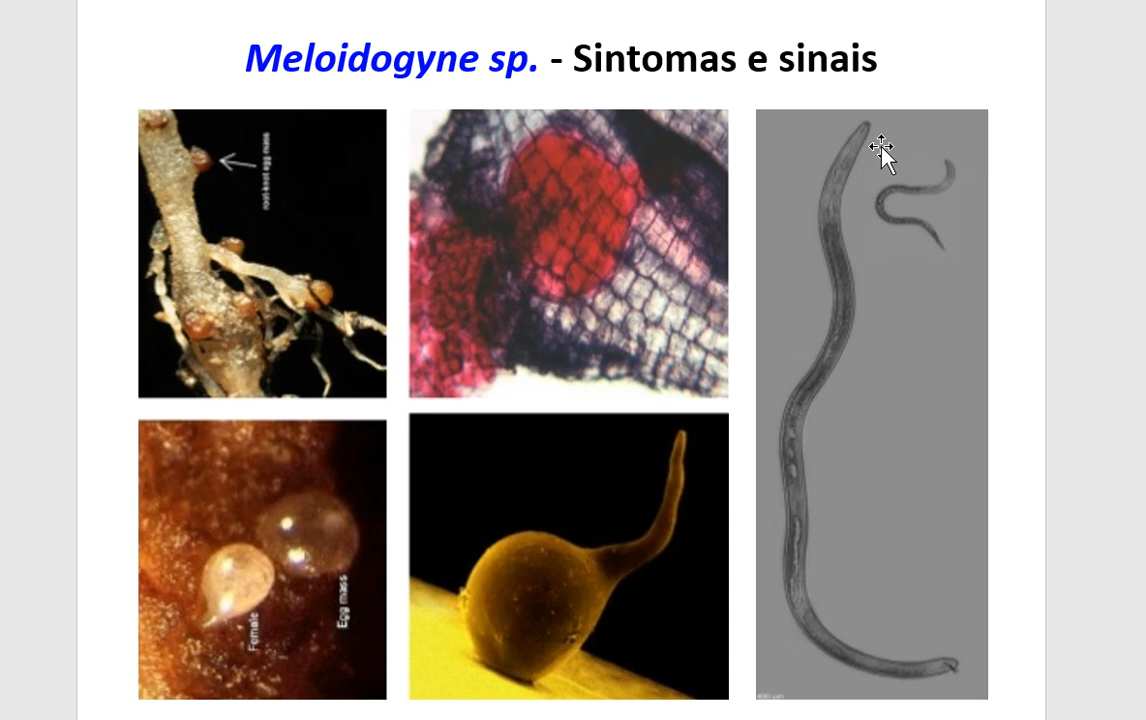 Meloidogyne sp. - Sintomas e sinais
root-knot egg mass
Female
Egg mass